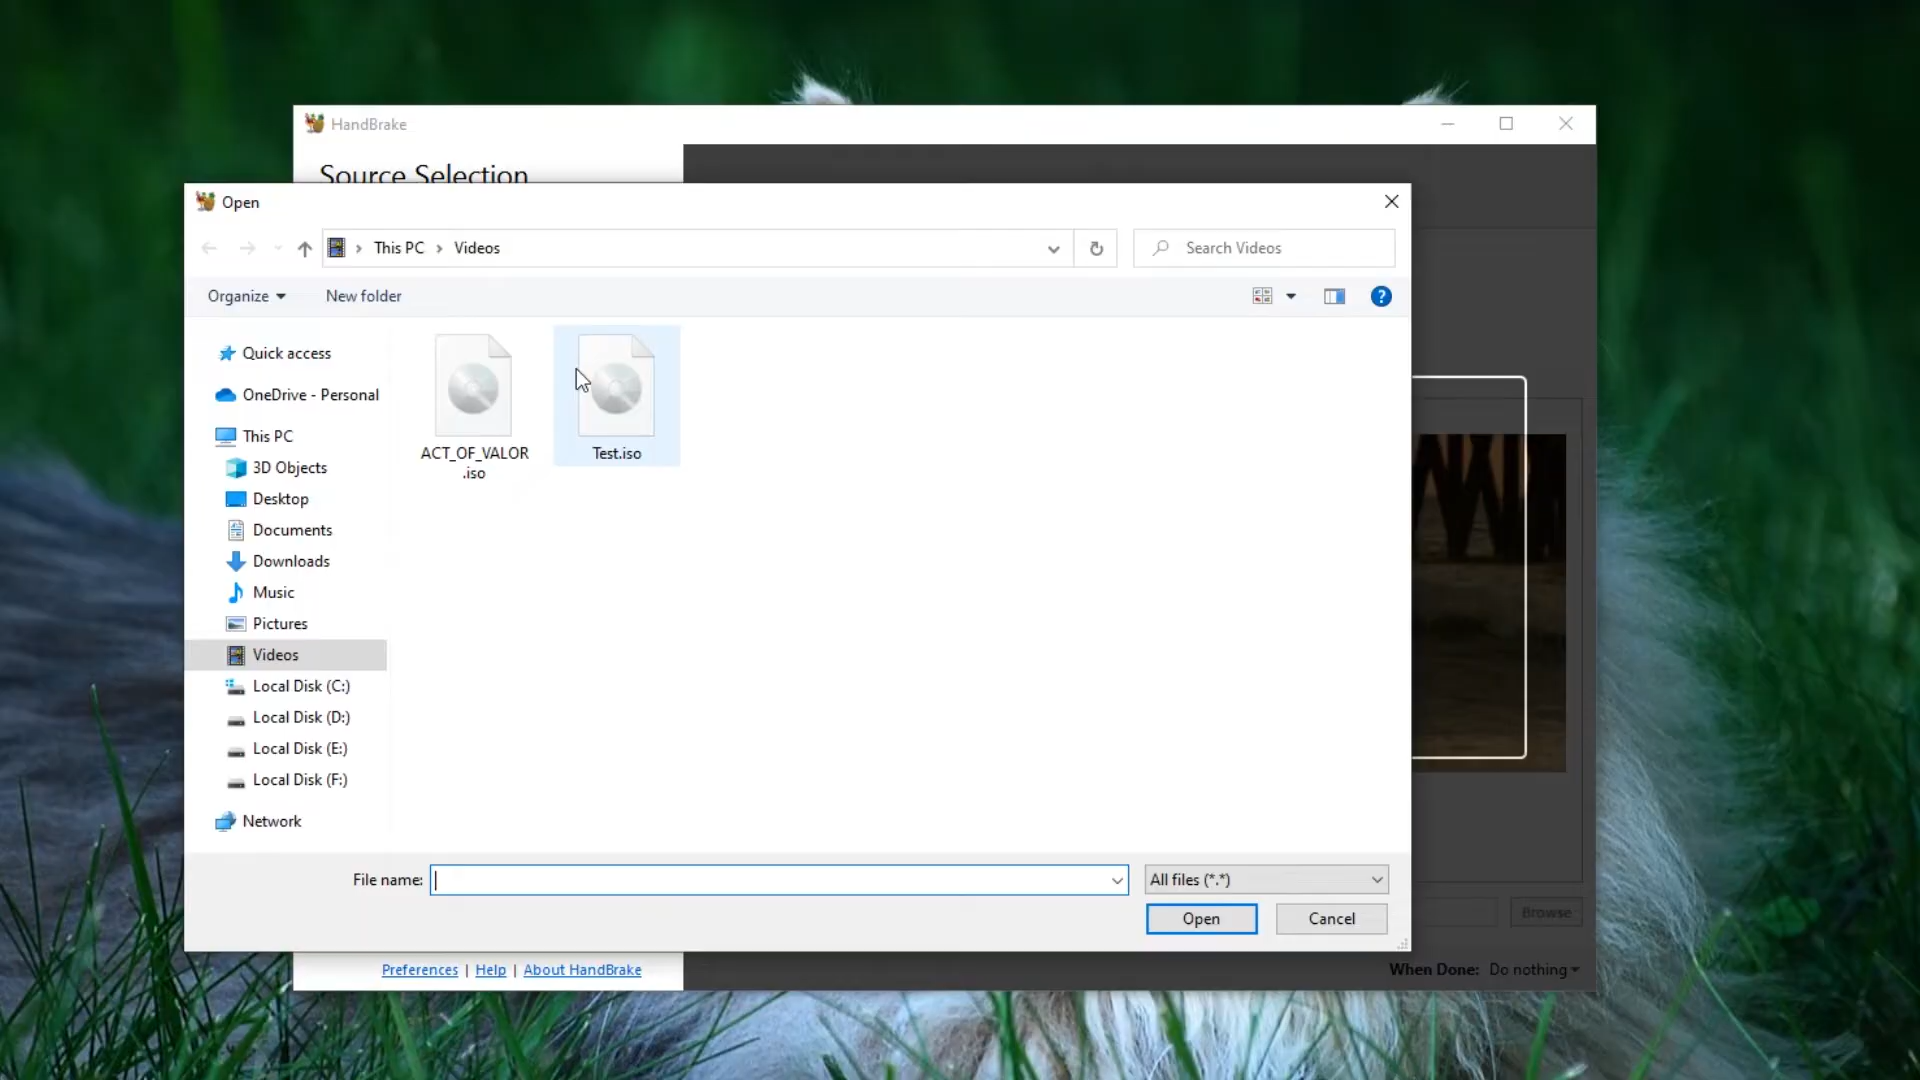 HandBrake
Source Selection
Open
This PC > Videos
Search Videos
Organize
New folder
Quick access
OneDrive - Personal
This PC
3D Objects
Desktop
Documents
Downloads
Music
Pictures
Videos
Local Disk (C:)
Local Disk (D:)
Local Disk (E:)
Local Disk (F:)
Network
ACT_OF_VALOR
.iso
Test.iso
File name:
All files (*.*)
Open
Cancel
Browse
Preferences | Help | About HandBrake
When Done: Do nothing